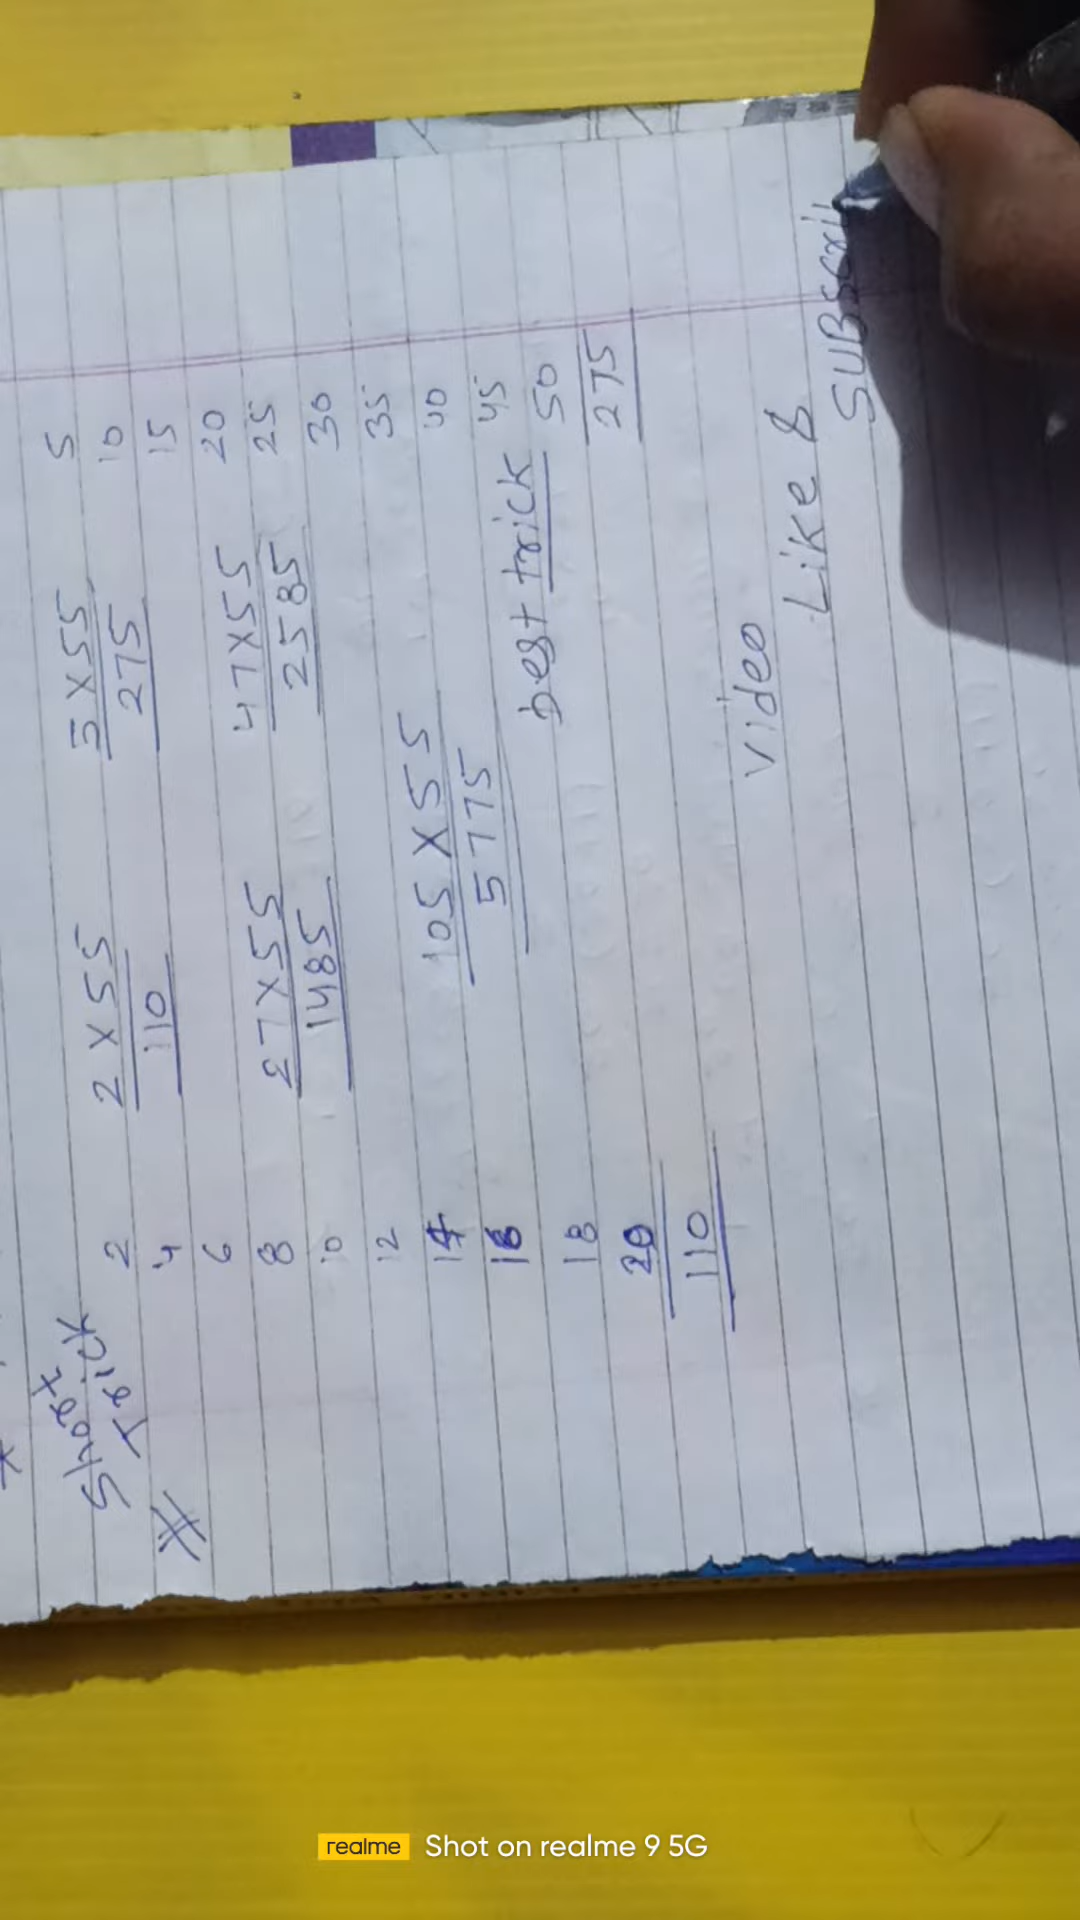 Short
Trick
2
4
6
8
10
12
14
16
18
20
110
2 X 55
110
5 X 55
275
27 X 55
1485
47 X 55
2585
105 X 55
5775
best trick
5
10
15
20
25
30
35
40
45
50
275
video
Like &
SUBscri
realme Shot on realme 9 5G